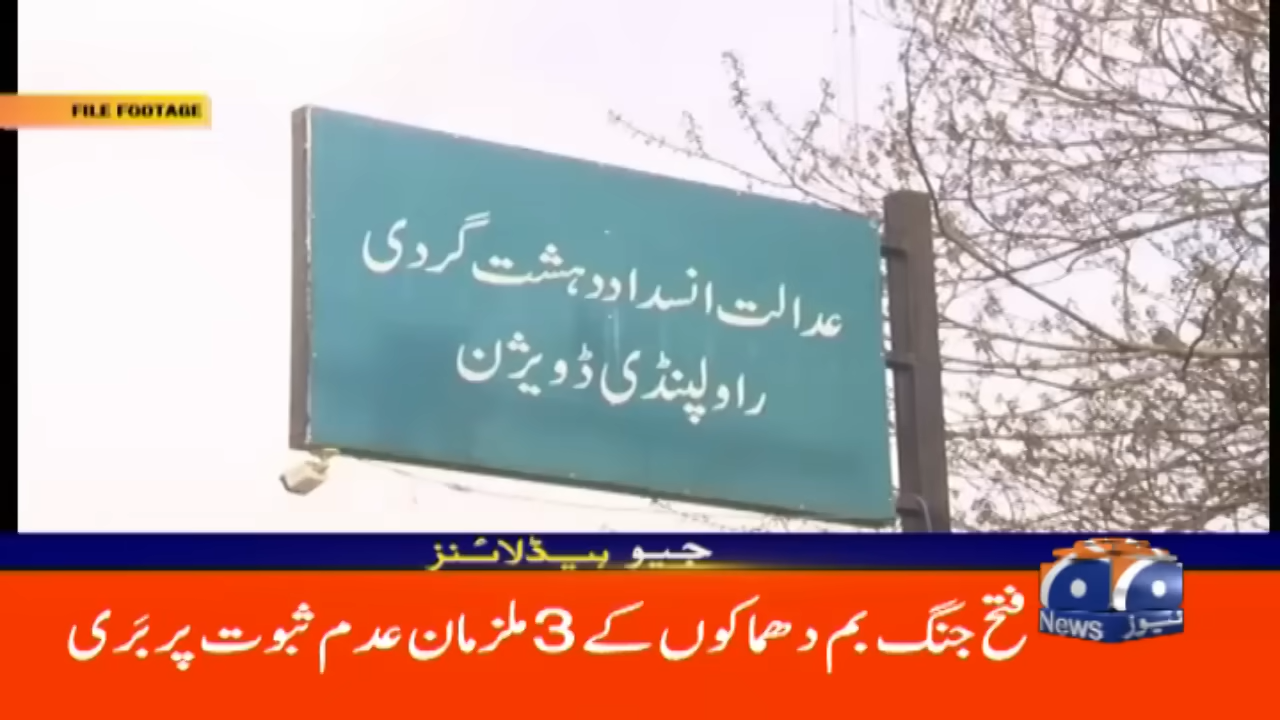 FILE FOOTAGE
عدالت انسداد دہشت گردی
راولپنڈی ڈویژن
جیو ہیڈلائنز
فتح جنگ بم دھماکوں کے 3 ملزمان عدم ثبوت پر بَری
News نیوز